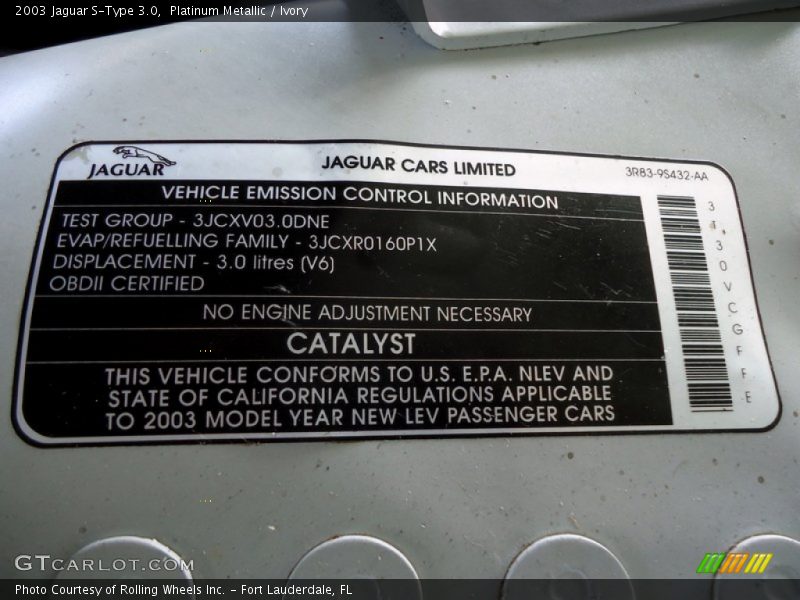 2003 Jaguar S-Type 3.0, Platinum Metallic / Ivory
JAGUAR
JAGUAR CARS LIMITED
3R83-9S432-AA
VEHICLE EMISSION CONTROL INFORMATION
TEST GROUP - 3JCXV03.0DNE
EVAP/REFUELLING FAMILY - 3JCXR0160P1X
DISPLACEMENT - 3.0 litres (V6)
OBDII CERTIFIED
NO ENGINE ADJUSTMENT NECESSARY
CATALYST
THIS VEHICLE CONFORMS TO U.S. E.P.A. NLEV AND
STATE OF CALIFORNIA REGULATIONS APPLICABLE
TO 2003 MODEL YEAR NEW LEV PASSENGER CARS
GTCARLOT.COM
Photo Courtesy of Rolling Wheels Inc. - Fort Lauderdale, FL